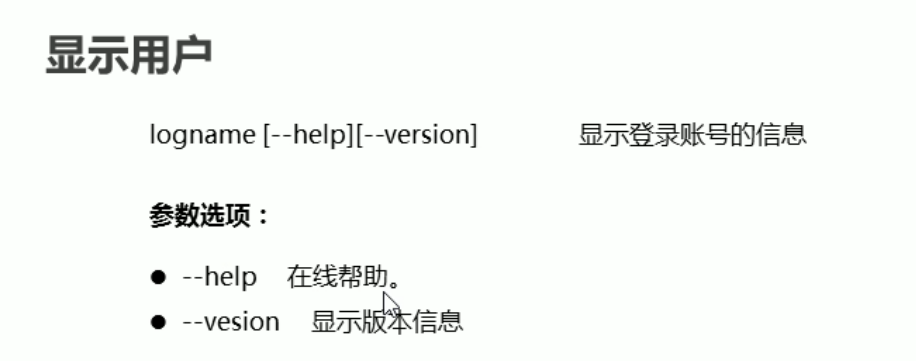 显示用户
logname [--help][--version] 显示登录账号的信息
参数选项：
● --help 在线帮助。
● --vesion 显示版本信息